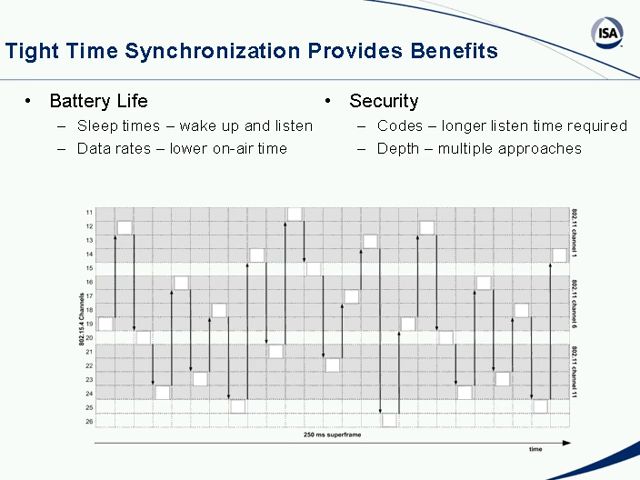 ISA
Tight Time Synchronization Provides Benefits
• Battery Life
– Sleep times – wake up and listen
– Data rates – lower on-air time
• Security
– Codes – longer listen time required
– Depth – multiple approaches
802.15.4 Channels
11
12
13
14
15
16
17
18
19
20
21
22
23
24
25
26
802.11 channel 1
802.11 channel 6
802.11 channel 11
250 ms superframe
time